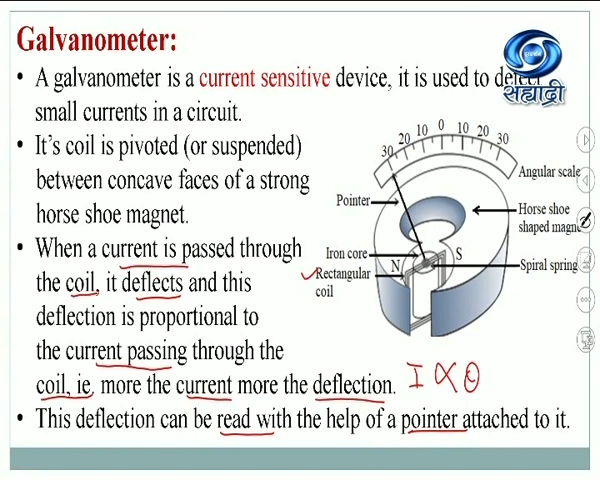 Galvanometer:
• A galvanometer is a current sensitive device, it is used to detect
small currents in a circuit.
सह्याद्री
• It's coil is pivoted (or suspended)
between concave faces of a strong
horse shoe magnet.
• When a current is passed through
the coil, it deflects and this
deflection is proportional to
the current passing through the
coil, ie. more the current more the deflection.
I ∝ θ
• This deflection can be read with the help of a pointer attached to it.
30 20 10 0 10 20 30
Angular scale
Pointer
Horse shoe
shaped magne
Iron core
N S
Spiral spring
Rectangular
coil